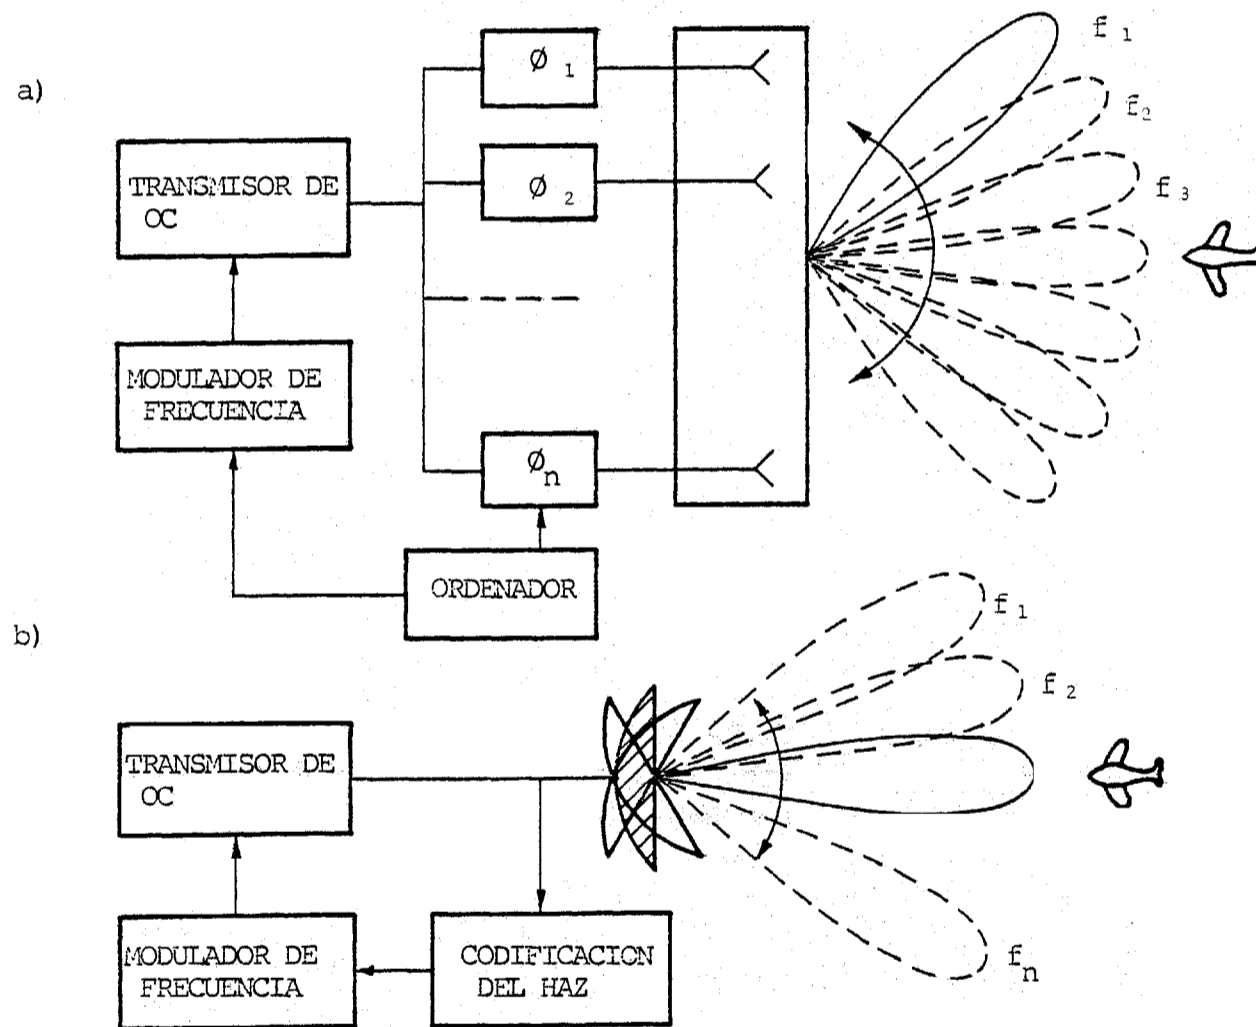 a)
TRANSMISOR DE
OC
MODULADOR DE
FRECUENCIA
Ø 1
Ø 2
Øn
ORDENADOR
f 1
f 2
f 3
b)
TRANSMISOR DE
OC
MODULADOR DE
FRECUENCIA
CODIFICACION
DEL HAZ
f 1
f 2
fn